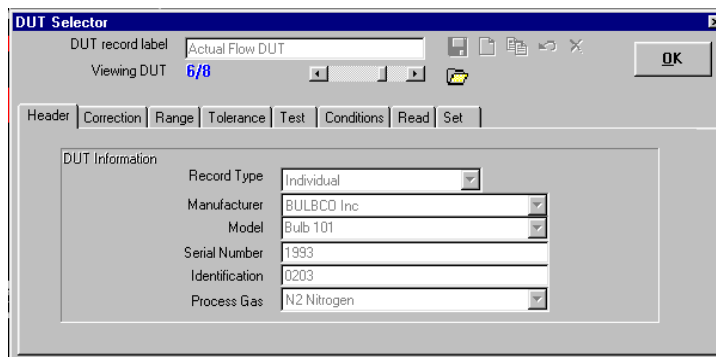 DUT Selector
DUT record label Actual Flow DUT
OK
Viewing DUT 6/8
Header Correction Range Tolerance Test Conditions Read Set
DUT Information
Record Type Individual
Manufacturer BULBCO Inc
Model Bulb 101
Serial Number 1993
Identification 0203
Process Gas N2 Nitrogen